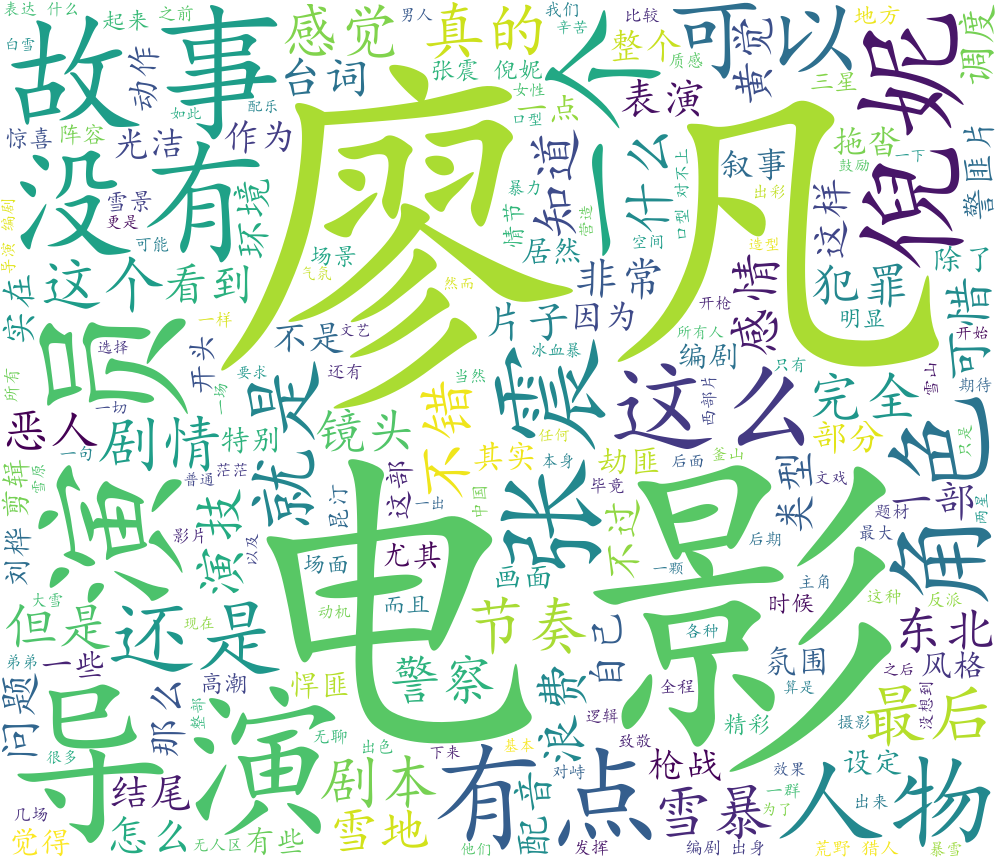 表达 什么
起来
之前
白雪
故事
动作
感觉
台词
男人
真的
张震 倪妮
配乐
如此
惊喜
阵容
光洁
作为
女性
一点
口型
我们
辛苦
一个人
比较
质感
整个
表演
可以
黄觉
地方
三星
倪妮
调度
没有
雪景
更是
环境
廖凡
暴力
情节
营造
知道
居然
什么
空间
口型 对不上
叙事
出彩
造型
这样
拖沓
鼓励
一下
警匪片
导演 编剧
可能
实在
这个
看到
场景
气氛
然而
非常
感情
犯罪
明显
除了
可惜
开枪
所有人
开始
期待
雪山
一样
不是
文艺
片子
因为
冰血暴
编剧
只有
选择
开头
要求
还有
当然
所有
演员
一场
就是
不错
张震
这么
西部片
完全
部分
角色
只是
恶人
一切
一句
剧情
特别
镜头
其实
任何
本身
劫匪
后面
釜山
毕竟
文戏
类型
一部
两星
题材
最大
剪辑
雪原
普通
茫茫
演技
以及
影片
昆汀
这部
一出
中国
不过
后期
刘桦
大雪
场面
尤其
画面
一颗
主角
时候
这种
反派
电影
动机
而且
各种
但是
还是
现在
节奏
自己
氛围
东北
风格
弟弟
一些
高潮
警察
悍匪
浪费
全程
算是
之后
没想到
问题
那么
整部
无聊
逻辑
精彩
摄影
最后
导演
很多
出色
下来
基本
对峙
致敬
结尾
剧本
有点
配音
枪战
效果
设定
人物
几场
觉得
怎么
无人区
有些
雪地
他们
发挥
雪暴
编剧 出身
一群
为了
出来
荒野 猎人
暴雪